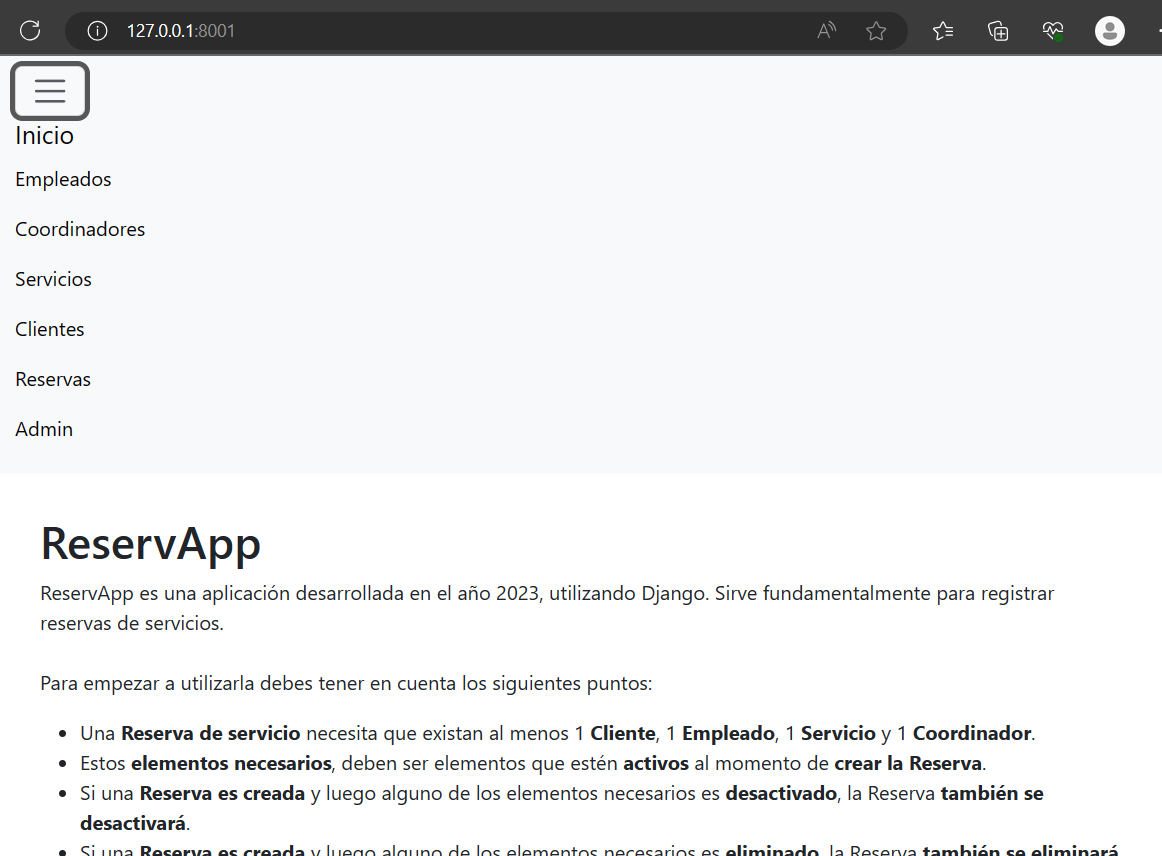 127.0.0.1:8001
Inicio
Empleados
Coordinadores
Servicios
Clientes
Reservas
Admin
ReservApp
ReservApp es una aplicación desarrollada en el año 2023, utilizando Django. Sirve fundamentalmente para registrar
reservas de servicios.
Para empezar a utilizarla debes tener en cuenta los siguientes puntos:
• Una Reserva de servicio necesita que existan al menos 1 Cliente, 1 Empleado, 1 Servicio y 1 Coordinador.
• Estos elementos necesarios, deben ser elementos que estén activos al momento de crear la Reserva.
• Si una Reserva es creada y luego alguno de los elementos necesarios es desactivado, la Reserva también se
desactivará.
• Si una Reserva es creada y luego alguno de los elementos necesarios es eliminado, la Reserva también se eliminará